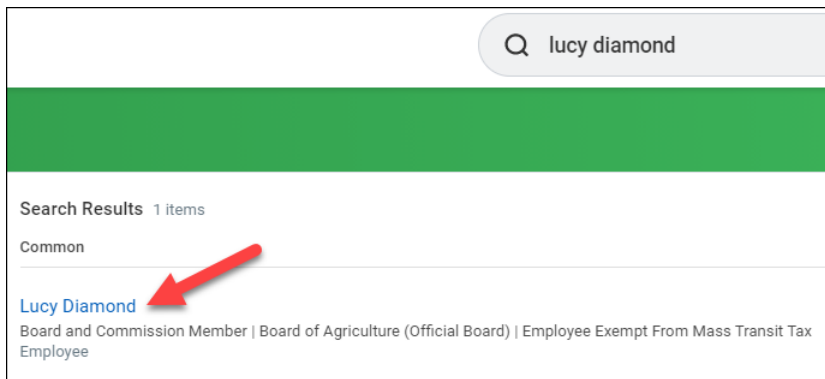 lucy diamond
Search Results 1 items
Common
Lucy Diamond
Board and Commission Member | Board of Agriculture (Official Board) | Employee Exempt From Mass Transit Tax
Employee